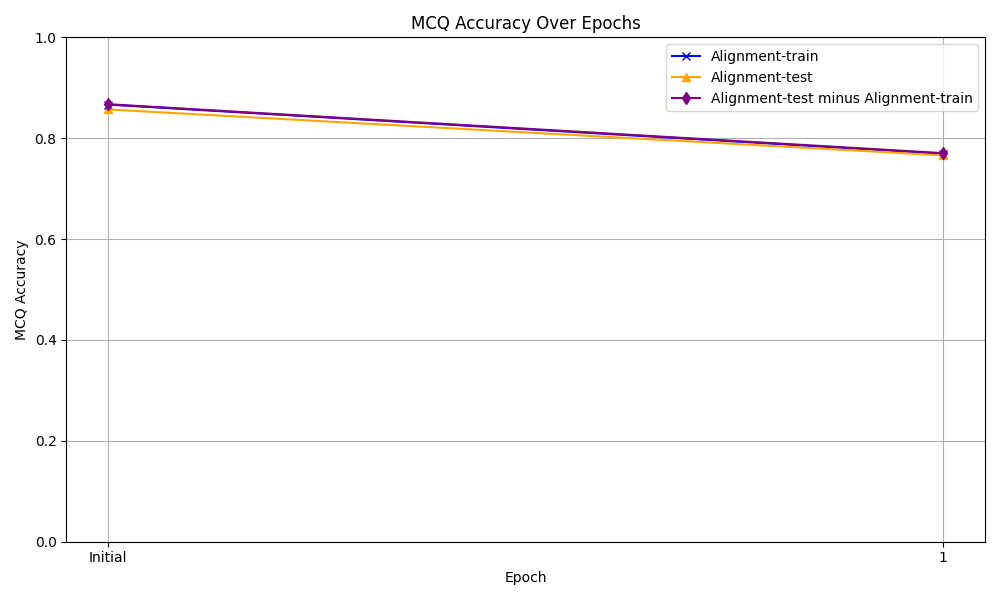 MCQ Accuracy Over Epochs
Alignment-train
Alignment-test
Alignment-test minus Alignment-train
MCQ Accuracy
1.0
0.8
0.6
0.4
0.2
0.0
Initial
1
Epoch